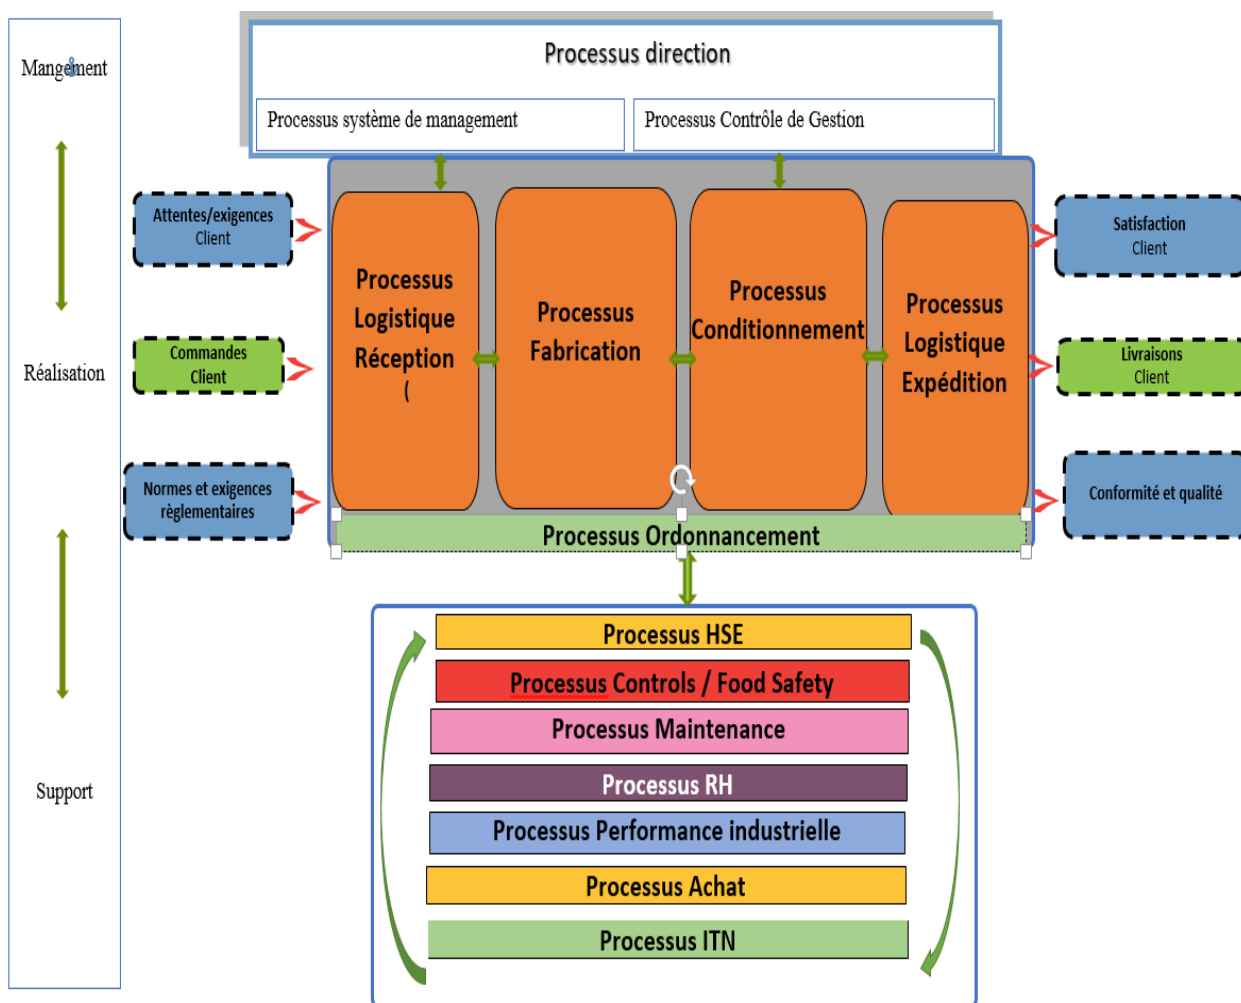 Mangement
Réalisation
Support
Processus direction
Processus système de management
Processus Contrôle de Gestion
Attentes/exigences
Client
Commandes
Client
Normes et exigences
règlementaires
Processus
Logistique
Réception
(
Processus
Fabrication
Processus
Conditionnement
Processus
Logistique
Expédition
Satisfaction
Client
Livraisons
Client
Conformité et qualité
Processus Ordonnancement
Processus HSE
Processus Controls / Food Safety
Processus Maintenance
Processus RH
Processus Performance industrielle
Processus Achat
Processus ITN